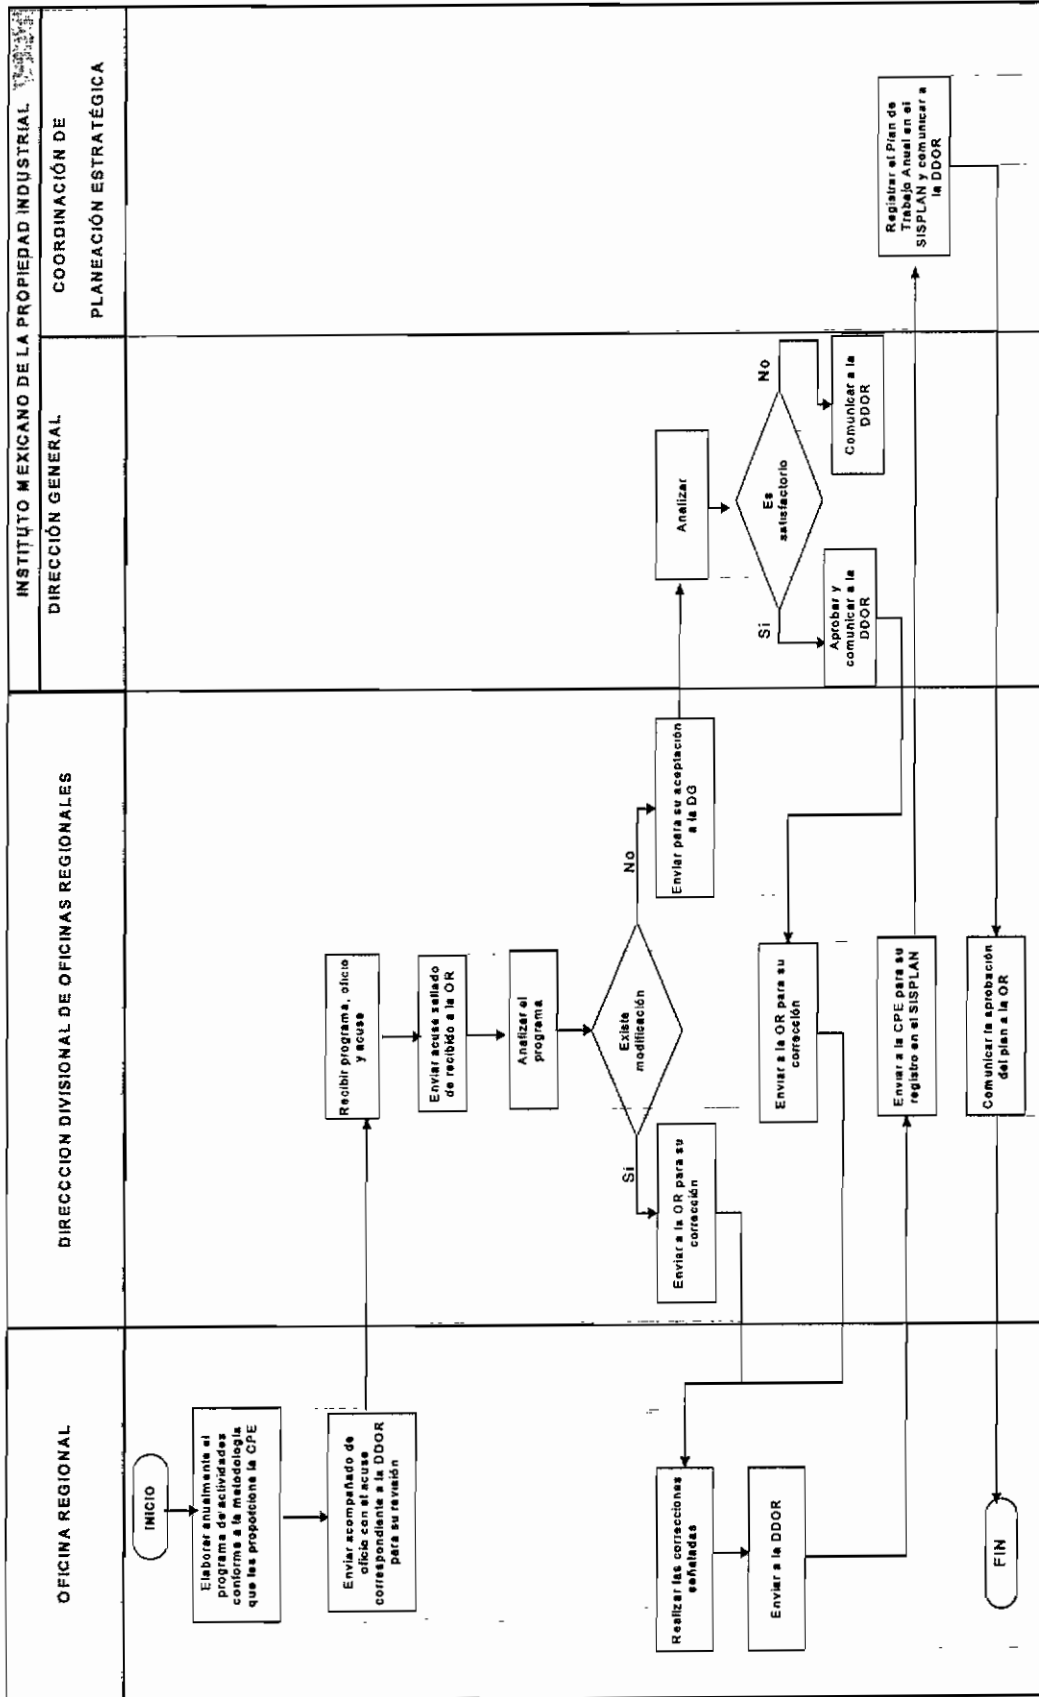 INSTITUTO MEXICANO DE LA PROPIEDAD INDUSTRIAL
OFICINA REGIONAL
DIRECCCION DIVISIONAL DE OFICINAS REGIONALES
DIRECCIÓN GENERAL
COORDINACIÓN DE
PLANEACIÓN ESTRATÉGICA
INICIO
Elaborar anualmente el
programa de actividades
conforme a la metodología
que les proporcione la CPE
Enviar acompañado de
oficio con el acuse
correspondiente a la DDOR
para su revisión
Recibir programa, oficio
y acuse
Enviar acuse sellado
de recibido a la OR
Analizar el
programa
Existe
modificación
Si
No
Enviar a la OR para su
corrección
Enviar para su aceptación
a la DG
Analizar
Es
satisfactorio
Si
No
Aprobar y
comunicar a la
DDOR
Comunicar a la
DDOR
Enviar a la OR para su
corrección
Realizar las correcciones
señaladas
Enviar a la DDOR
Enviar a la CPE para su
registro en el SISPLAN
Registrar el Plan de
Trabajo Anual en el
SISPLAN y comunicar a
la DDOR
Comunicar la aprobación
del plan a la OR
FIN